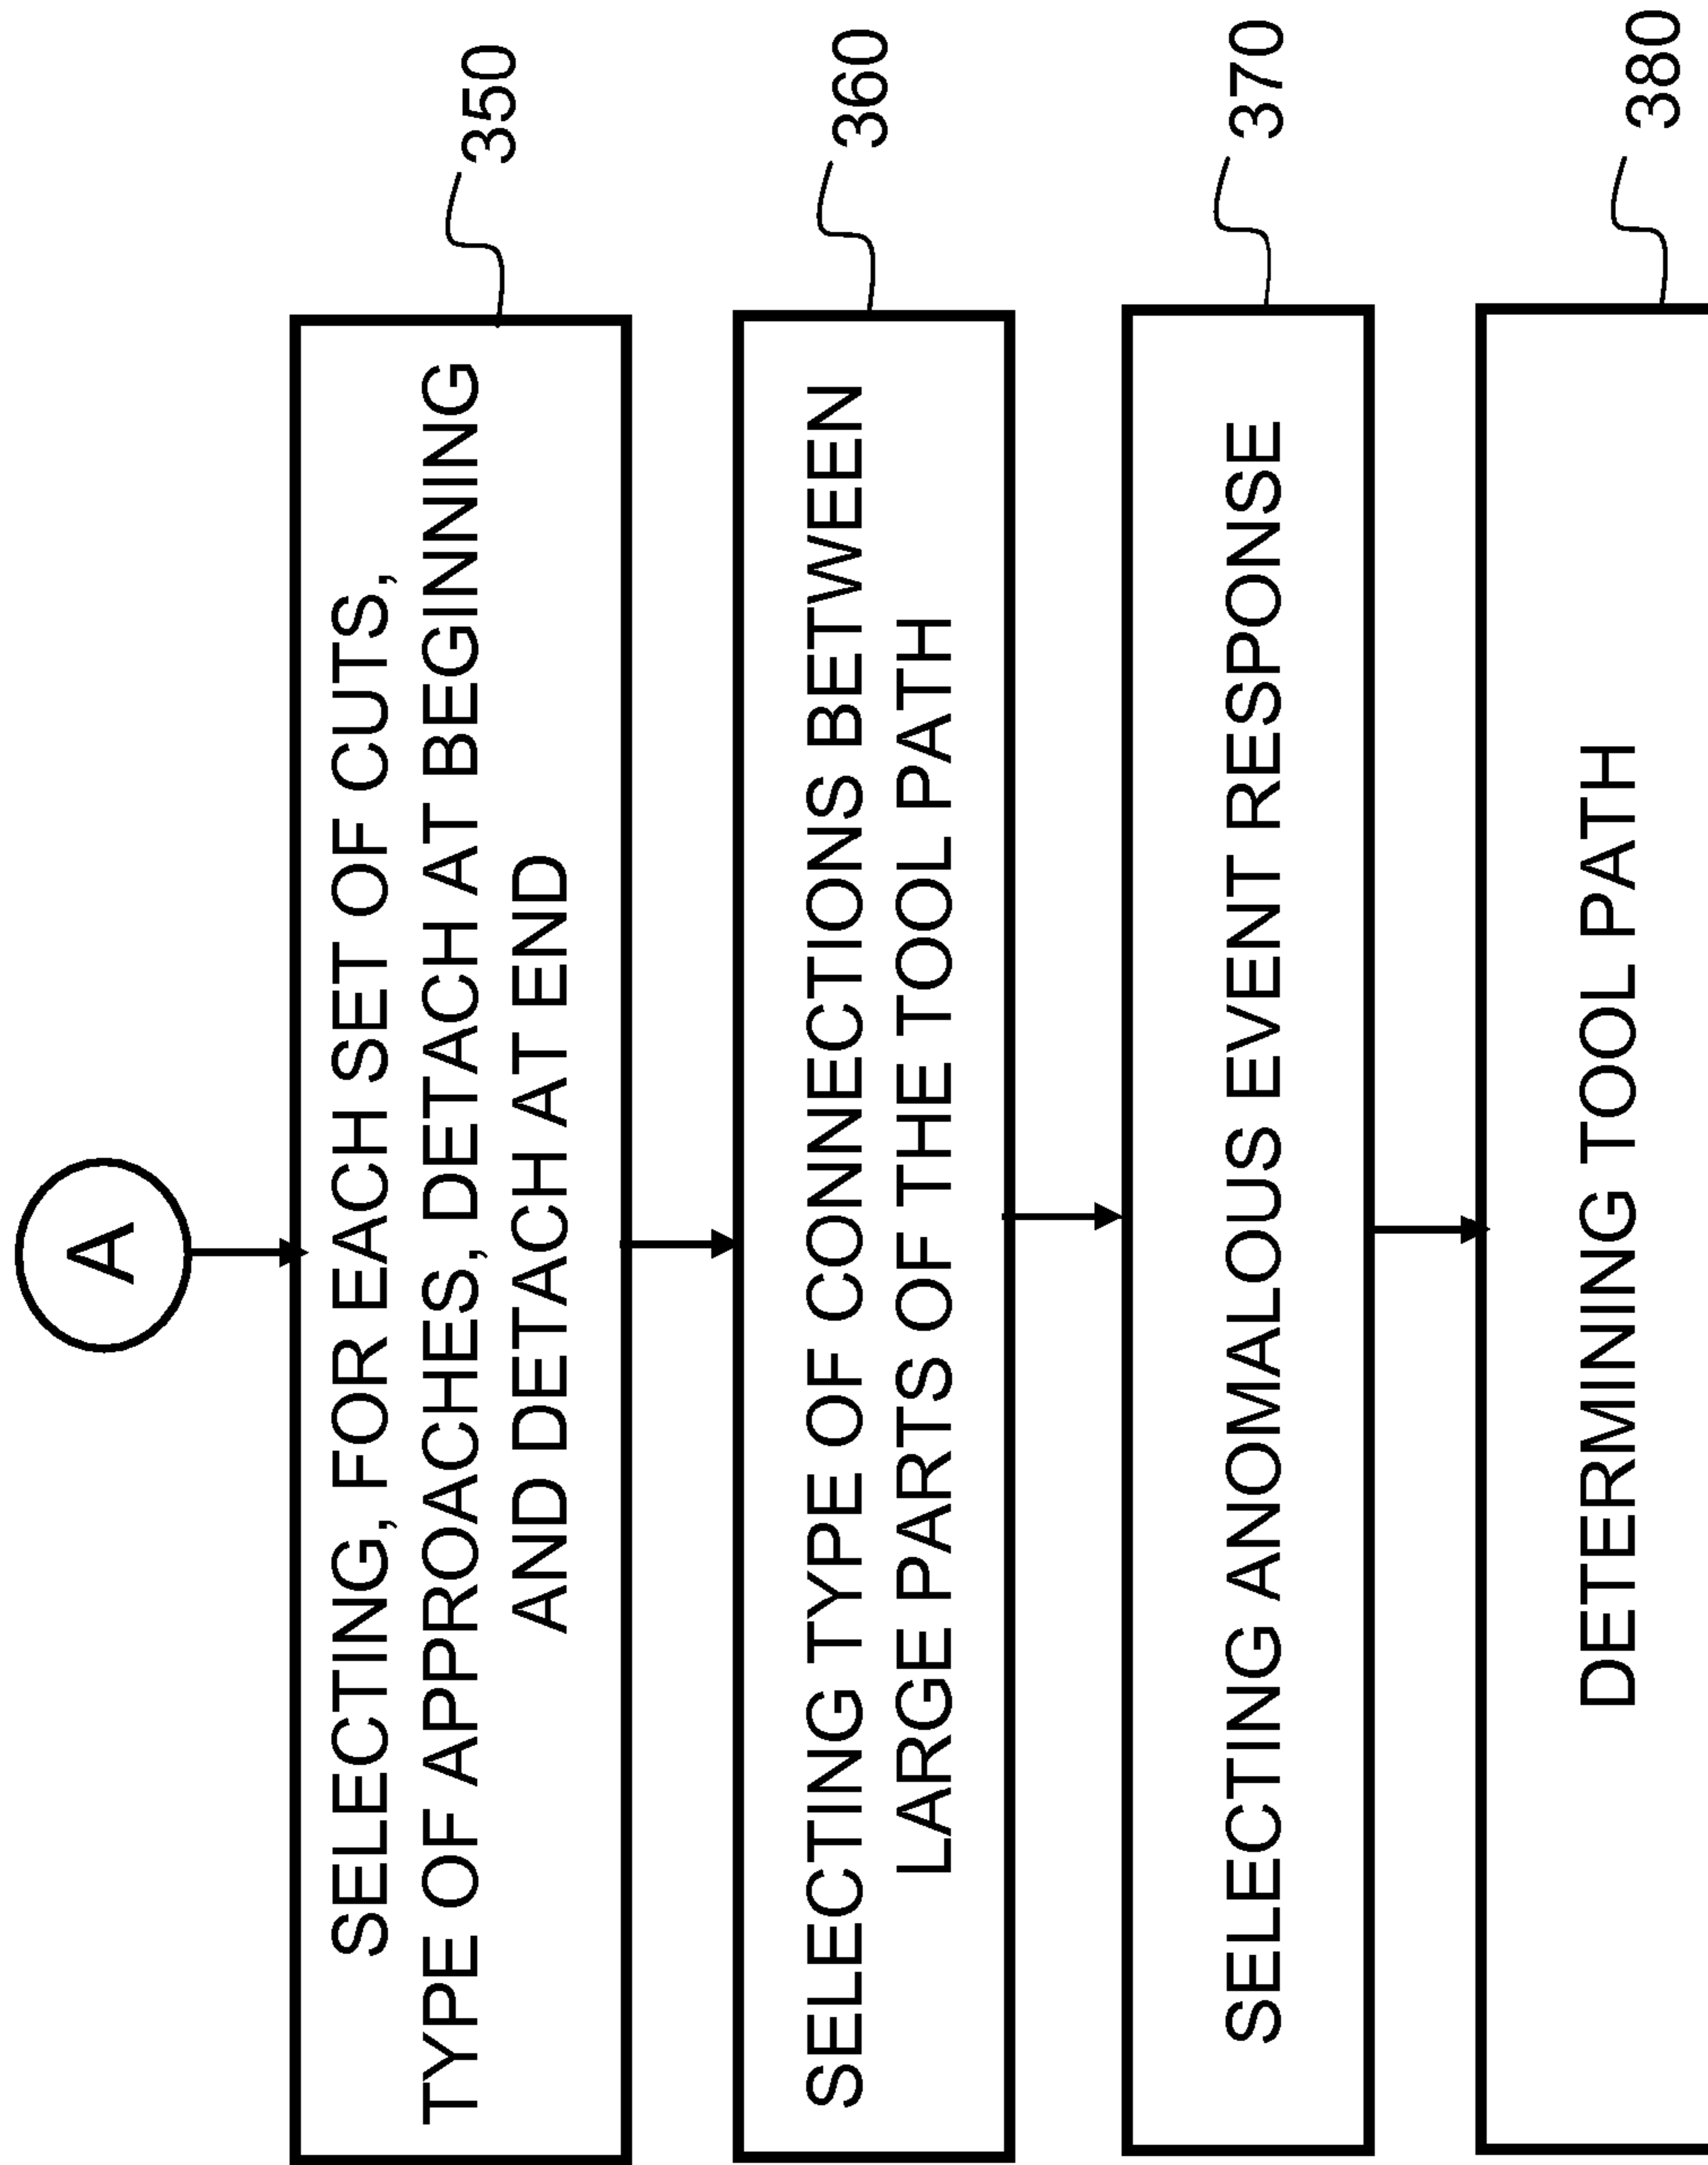 A
SELECTING, FOR EACH SET OF CUTS,
TYPE OF APPROACHES, DETACH AT BEGINNING
AND DETACH AT END
350
SELECTING TYPE OF CONNECTIONS BETWEEN
LARGE PARTS OF THE TOOL PATH
360
SELECTING ANOMALOUS EVENT RESPONSE
370
DETERMINING TOOL PATH
380